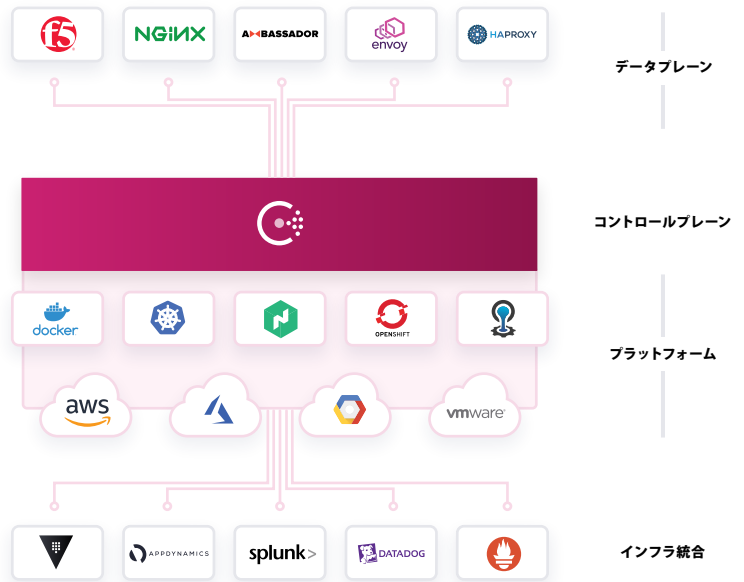 f5
NGINX
AMBASSADOR
envoy
HAPROXY
データプレーン
コントロールプレーン
docker
OPENSHIFT
プラットフォーム
aws
vmware
APPDYNAMICS
splunk>
DATADOG
インフラ統合